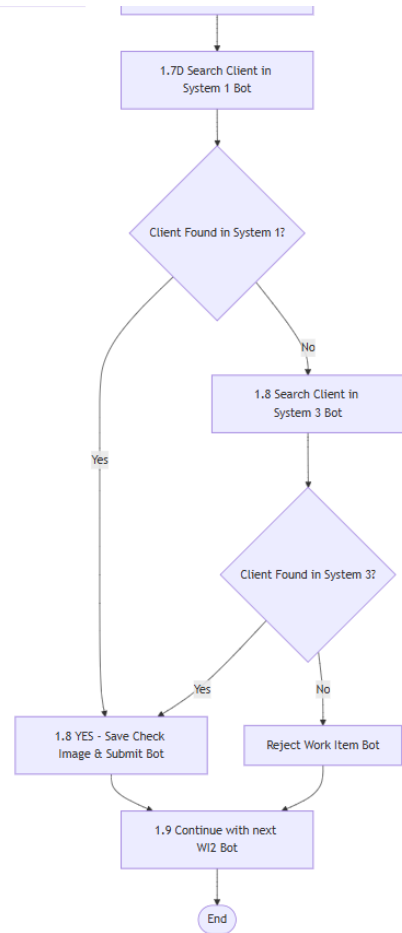 1.7D Search Client in
System 1 Bot
Client Found in System 1?
No
1.8 Search Client in
System 3 Bot
Yes
Client Found in System 3?
Yes
No
1.8 YES - Save Check
Image & Submit Bot
Reject Work Item Bot
1.9 Continue with next
WI2 Bot
End